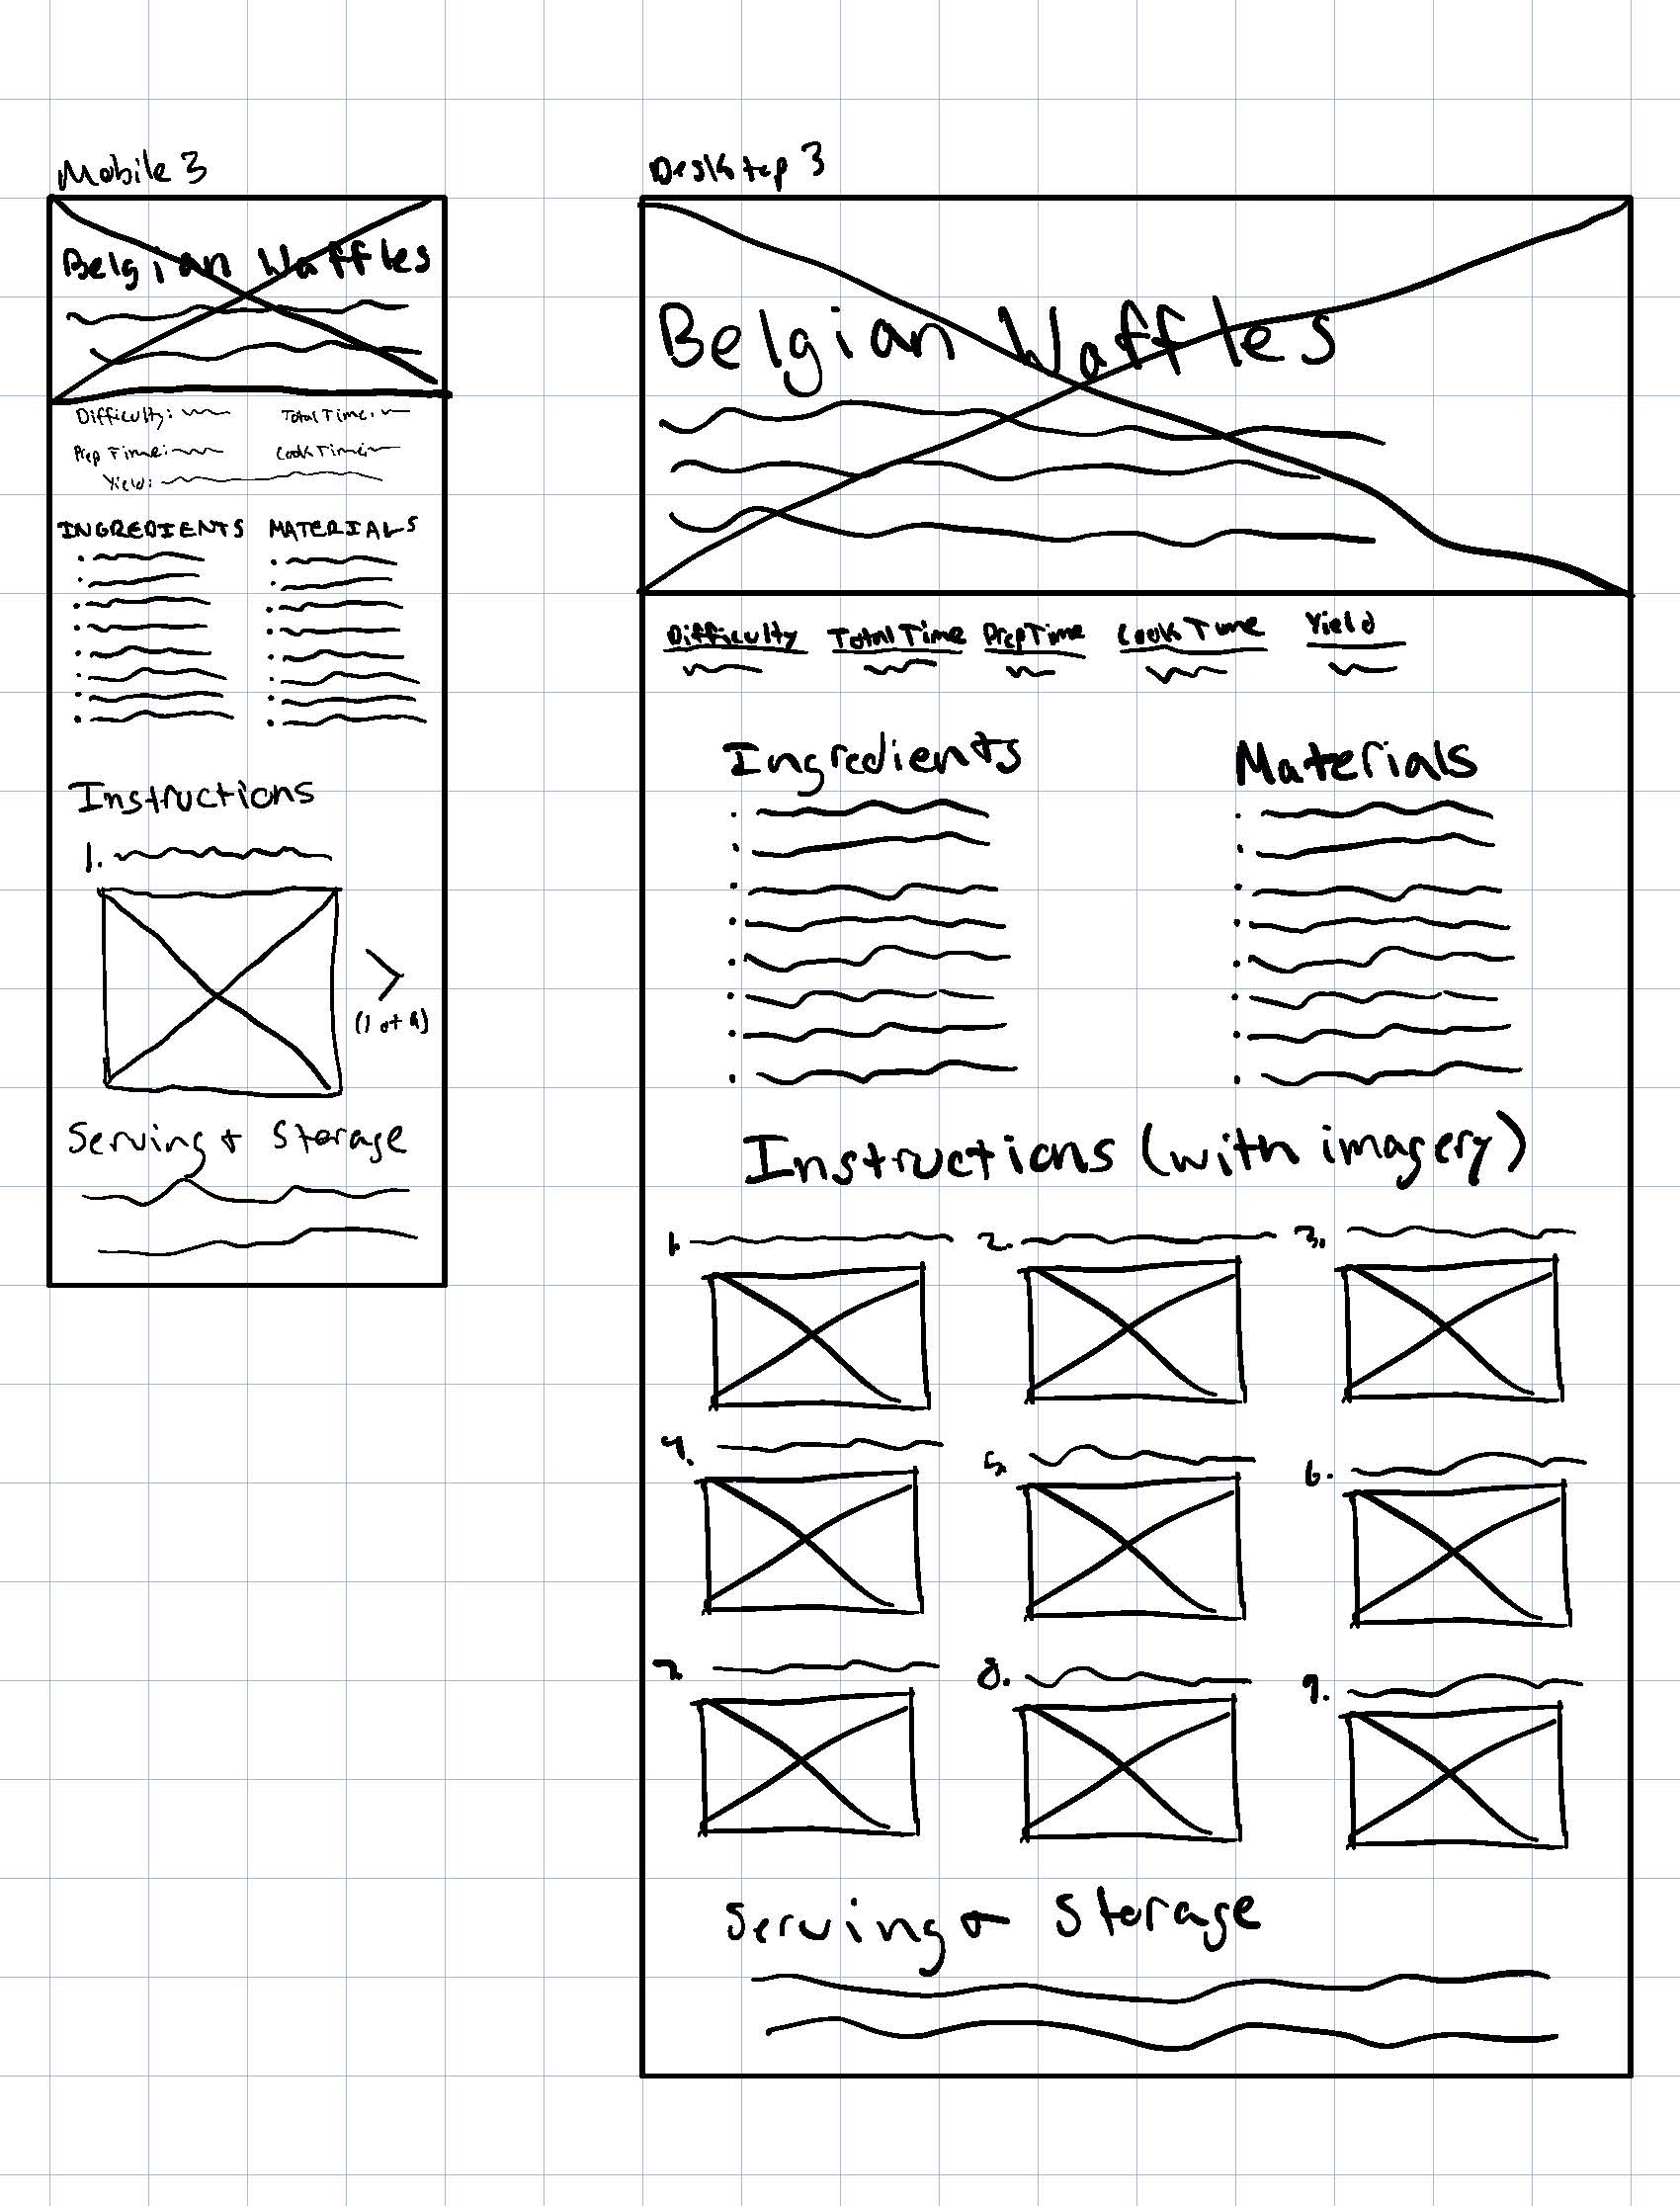 Mobile 3
Belgian Waffles
Difficulty: Total Time:
Prep Time: Cook Time:
Yield:
INGREDIENTS MATERIALS
Instructions
1.
>
(1 of 9)
Serving & Storage
Desktop 3
Belgian Waffles
Difficulty Total Time Prep Time Cook Time Yield
Ingredients Materials
Instructions (with imagery)
1. 2. 3.
4. 5. 6.
7. 8. 9.
Serving & Storage